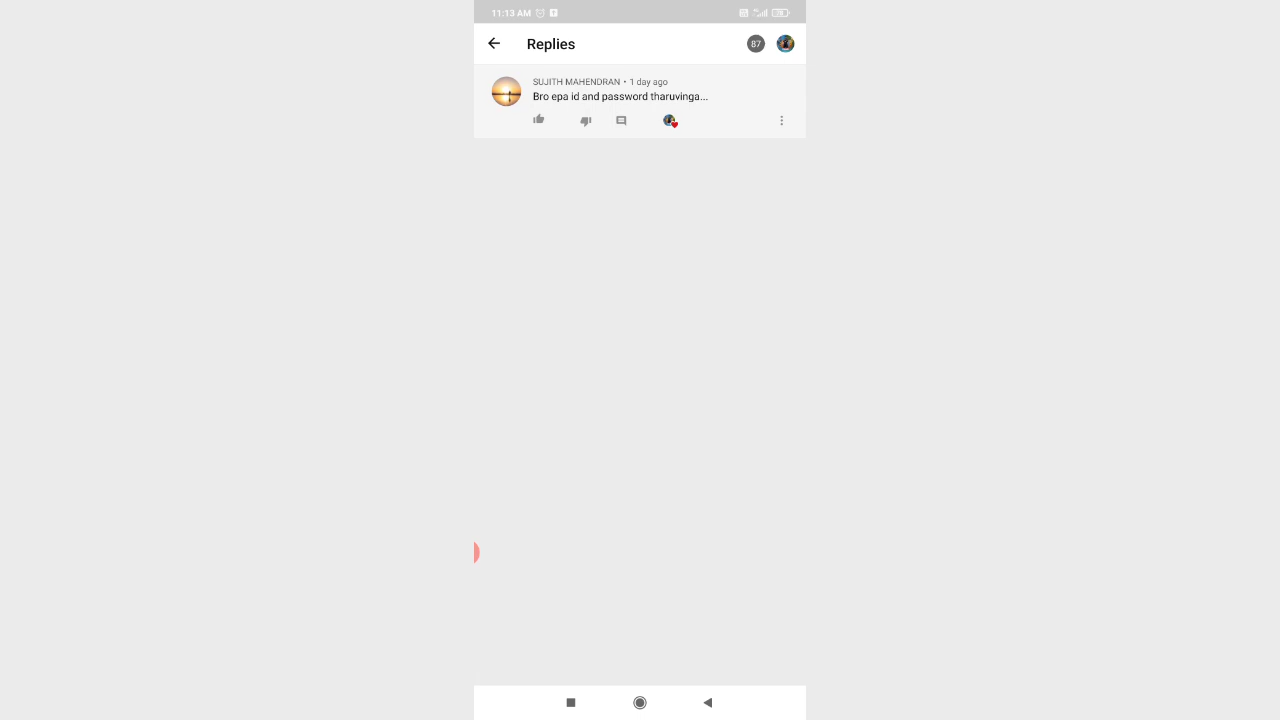 11:13 AM
Replies
87
SUJITH MAHENDRAN • 1 day ago
Bro epa id and password tharuvinga...